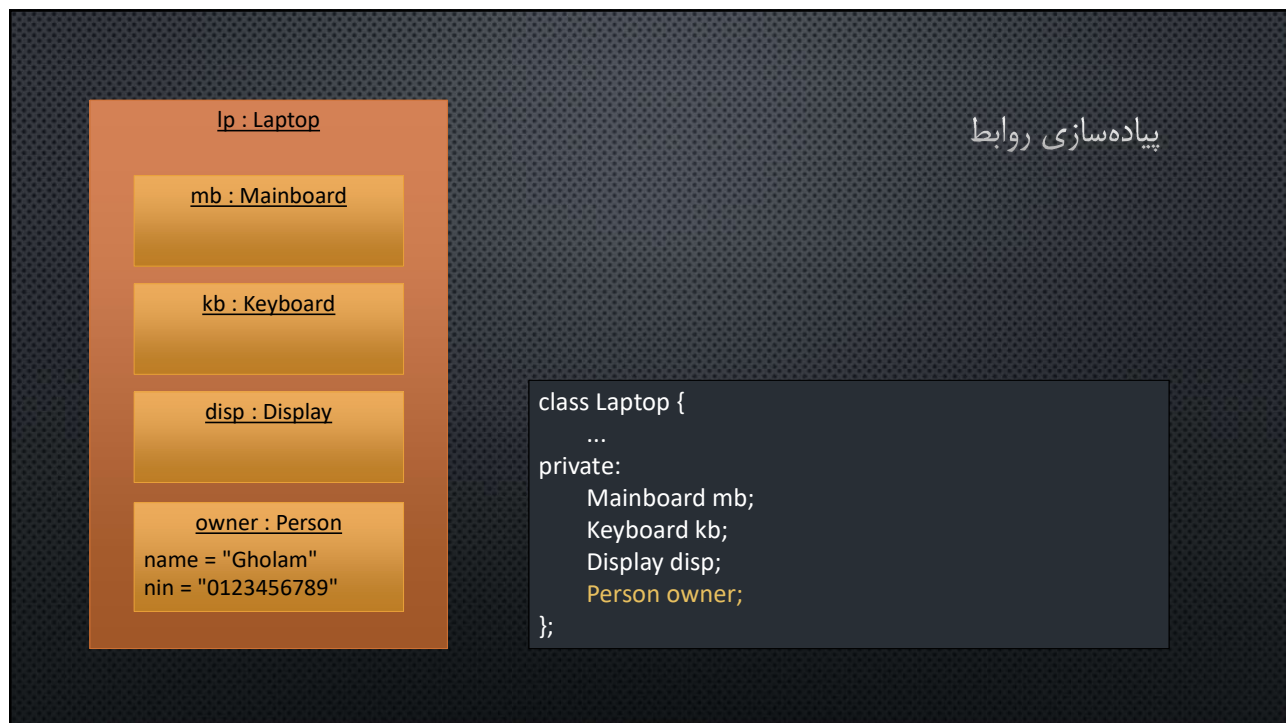 پیاده‌سازی روابط
lp : Laptop
mb : Mainboard
kb : Keyboard
disp : Display
owner : Person
name = "Gholam"
nin = "0123456789"
class Laptop {
...
private:
Mainboard mb;
Keyboard kb;
Display disp;
Person owner;
};